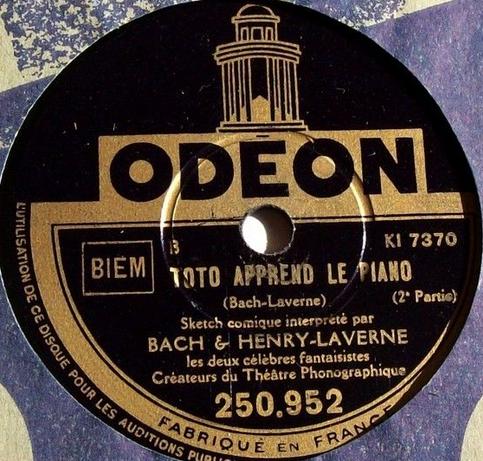 ODEON
B
KI 7370
BIEM
TOTO APPREND LE PIANO
(Bach-Laverne)
(2e Partie)
Sketch comique interprété par
BACH & HENRY-LAVERNE
les deux célèbres fantaisistes
Créateurs du Théâtre Phonographique
250.952
FABRIQUÉ EN FRANCE
L'UTILISATION DE CE DISQUE POUR LES AUDITIONS